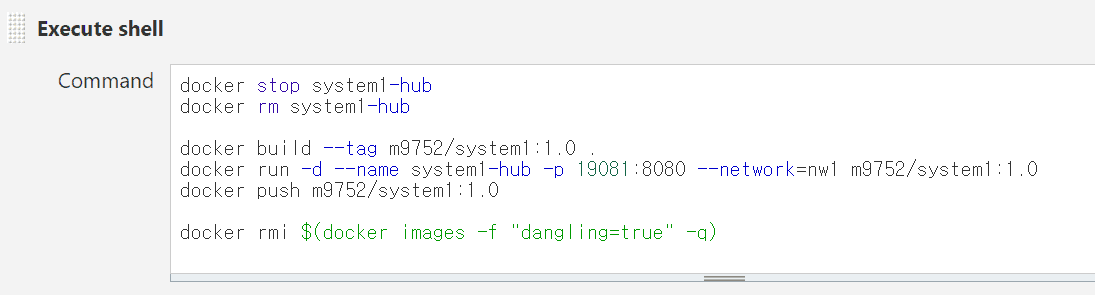 Execute shell
Command
docker stop system1-hub
docker rm system1-hub
docker build --tag m9752/system1:1.0 .
docker run -d --name system1-hub -p 19081:8080 --network=nw1 m9752/system1:1.0
docker push m9752/system1:1.0
docker rmi $(docker images -f "dangling=true" -q)